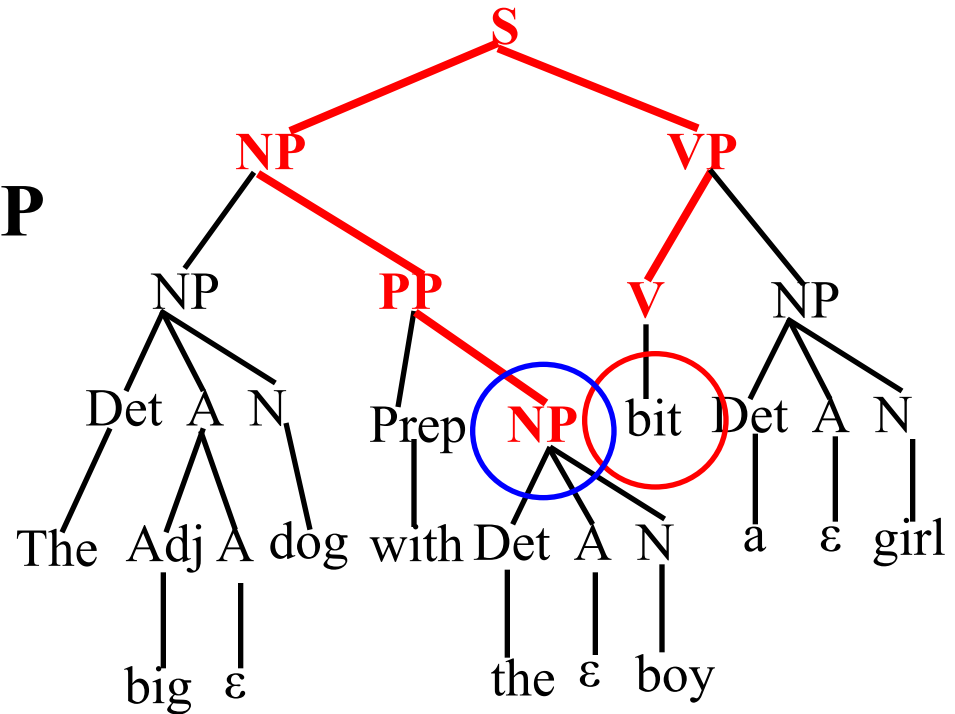 S
NP VP
P
NP PP V NP
Det A N Prep NP bit Det A N
The Adj A dog with Det A N a ε girl
big ε the ε boy